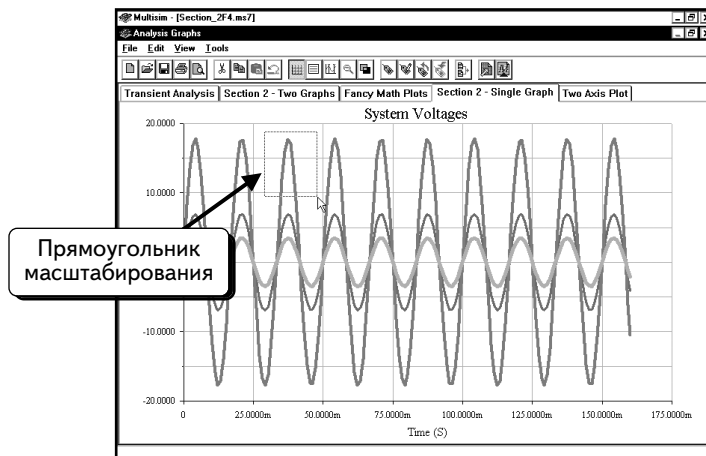 Multisim - [Section_2F4.ms7]
Analysis Graphs
File Edit View Tools
Transient Analysis Section 2 - Two Graphs Fancy Math Plots Section 2 - Single Graph Two Axis Plot
System Voltages
20.0000
10.0000
Прямоугольник
масштабирования
-10.0000
-20.0000
0 25.0000m 50.0000m 75.0000m 100.0000m 125.0000m 150.0000m 175.0000m
Time (S)